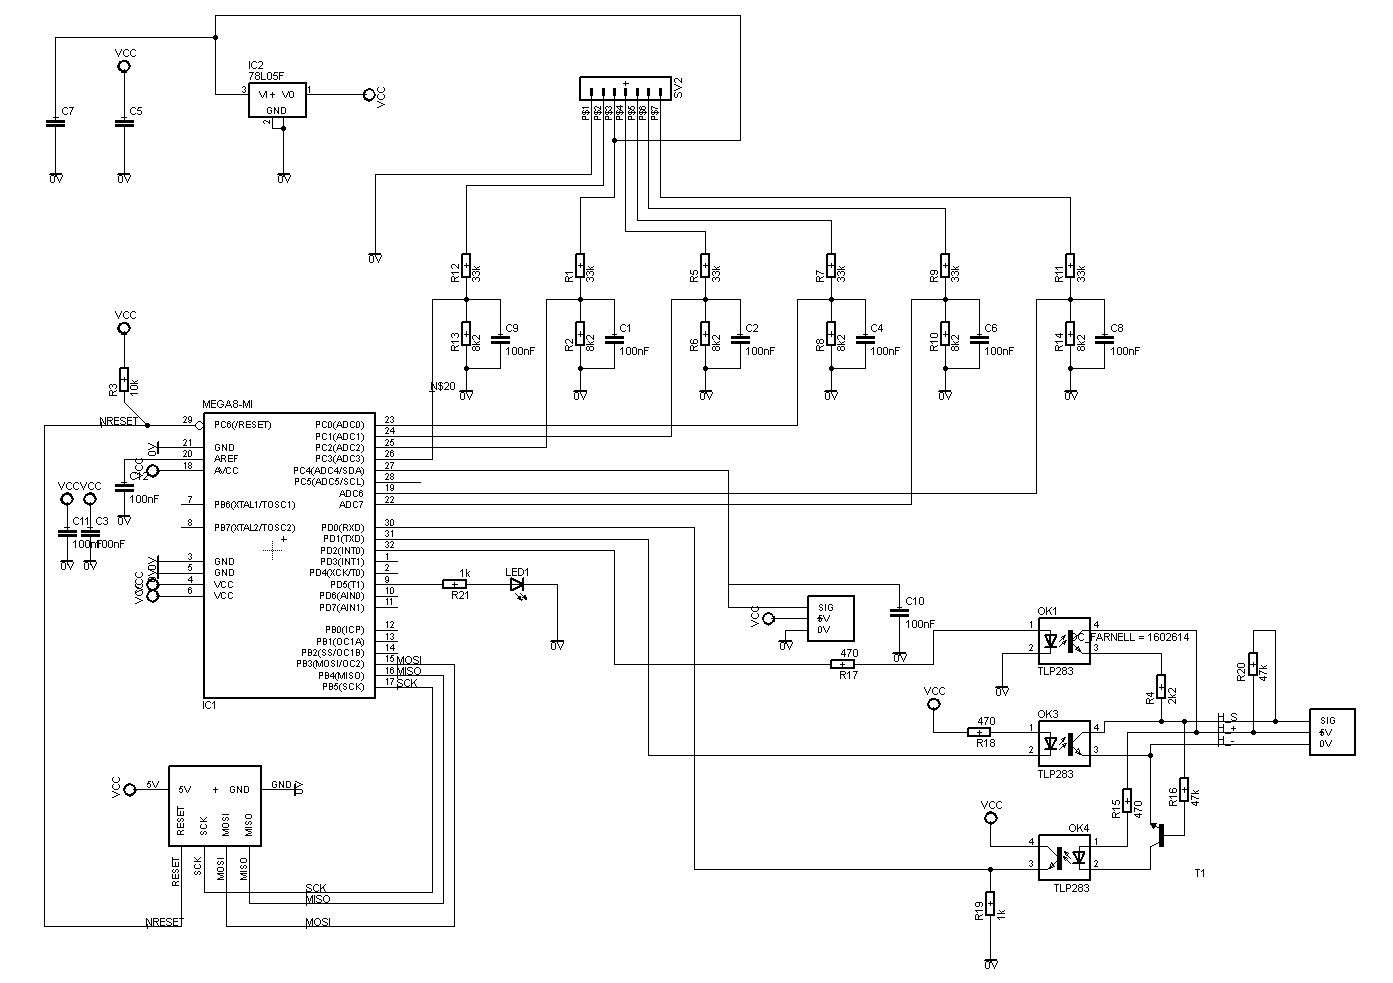 VCC
IC2
78L05F
3
VI+ VO
1
GND
2
VCC
C7
C5
0V
0V
0V
SV2
P$1
P$2
P$3
P$4
P$5
P$6
P$7
0V
R12
33k
R1
33k
R5
33k
R7
33k
R9
33k
R11
33k
R13
8k2
C9
100nF
R2
8k2
C1
100nF
R6
8k2
C2
100nF
R8
8k2
C4
100nF
R10
8k2
C6
100nF
R14
8k2
C8
100nF
0V
0V
0V
0V
0V
0V
N$20
VCC
R3
10k
NRESET
MEGA8-MI
29 PC6(/RESET)
21 GND
20 AREF
18 AVCC
7 PB6(XTAL1/TOSC1)
8 PB7(XTAL2/TOSC2)
3 GND
5 GND
4 VCC
6 VCC
PC0(ADC0) 23
PC1(ADC1) 24
PC2(ADC2) 25
PC3(ADC3) 26
PC4(ADC4/SDA) 27
PC5(ADC5/SCL) 28
ADC6 19
ADC7 22
PD0(RXD) 30
PD1(TXD) 31
PD2(INT0) 32
PD3(INT1) 1
PD4(XCK/T0) 2
PD5(T1) 9
PD6(AIN0) 10
PD7(AIN1) 11
PB0(ICP) 12
PB1(OC1A) 13
PB2(SS/OC1B) 14
PB3(MOSI/OC2) 15 MOSI
PB4(MISO) 16 MISO
PB5(SCK) 17 SCK
IC1
0V
VCC
C12
100nF
0V
VCC
VCC
C11
100nF
C3
100nF
0V
0V
0V
0V
VCC
VCC
1k
R21
LED1
0V
VCC
SIG
5V
0V
0V
C10
100nF
0V
470
R17
OK1
1
2
4
3
DC_FARNELL = 1602614
TLP283
0V
R4
2k2
R20
47k
VCC
470
R18
OK3
1
2
4
3
TLP283
S
+
-
SIG
5V
0V
R15
470
R16
47k
T1
VCC
OK4
4
3
1
2
TLP283
R19
1k
0V
VCC
5V
5V
+
GND
GND
0V
RESET
SCK
MOSI
MISO
RESET
SCK
MOSI
MISO
SCK
MISO
MOSI
NRESET